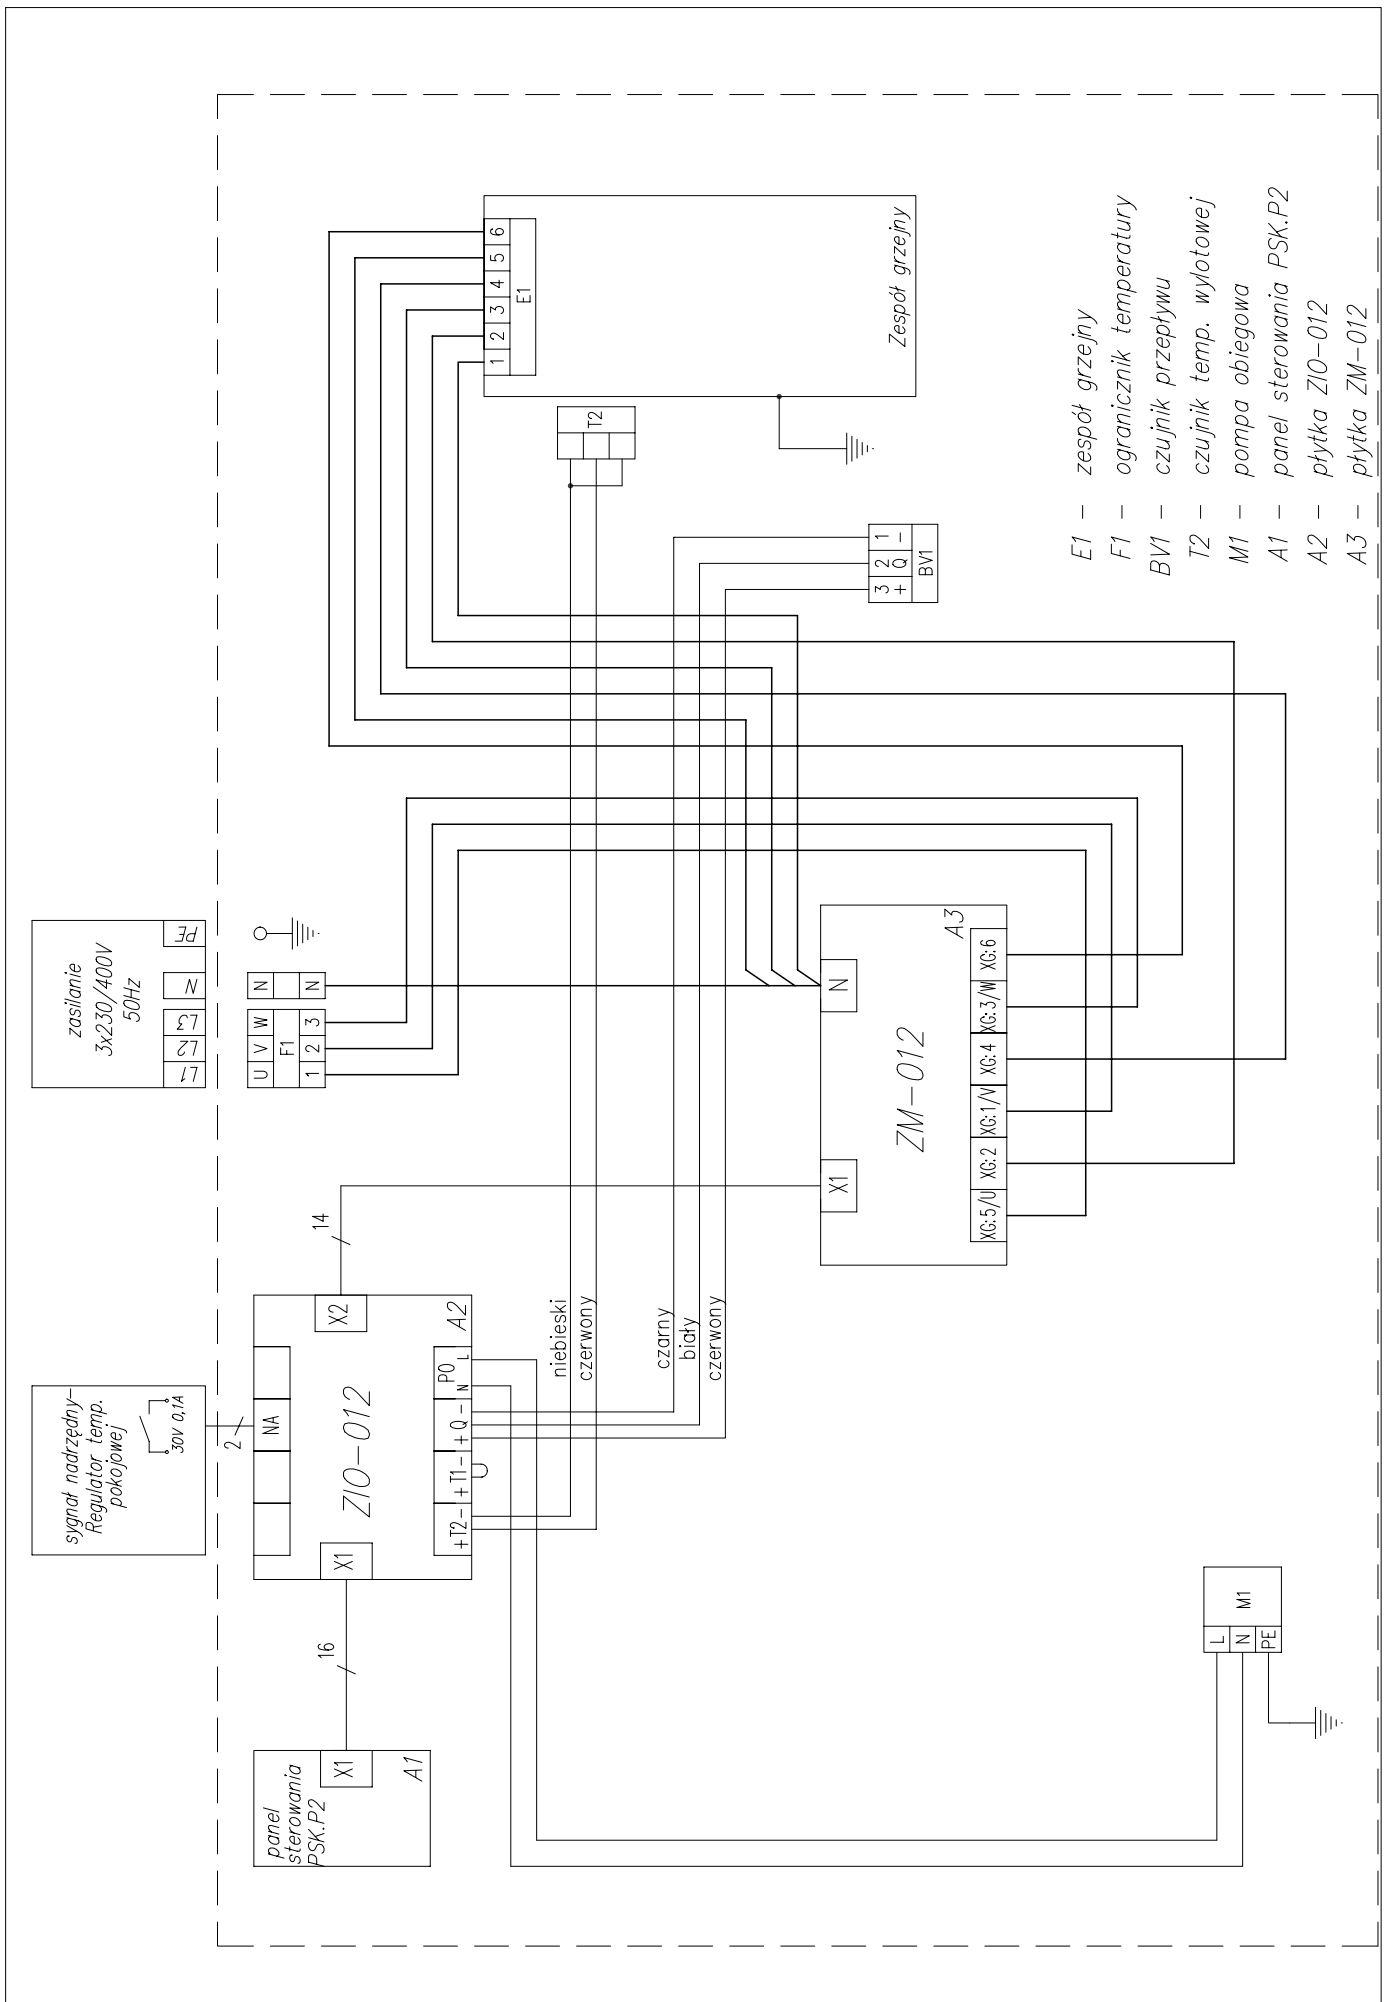 sygnał nadrzędny-
Regulator temp.
pokojowej
30V 0,1A
zasilanie
3x230/400V
50Hz
L1 L2 L3 N PE
2
panel
sterowania
PSK.P2
X1
A1
16
NA
X1
ZIO-012
X2
A2
+T2- +T1- +Q- PO
N L
14
U V W N
F1
1 2 3 N
niebieski
czerwony
czarny
biały
czerwony
1 2 3 4 5 6
E1
Zespół grzejny
T2
X1
N
ZM-012
A3
XG:5/U XG:2 XG:1/V XG:4 XG:3/W XG:6
3 2 1
+ Q -
BV1
L
N
PE
M1
E1 - zespół grzejny
F1 - ogranicznik temperatury
BV1 - czujnik przepływu
T2 - czujnik temp. wylotowej
M1 - pompa obiegowa
A1 - panel sterowania PSK.P2
A2 - płytka ZIO-012
A3 - płytka ZM-012